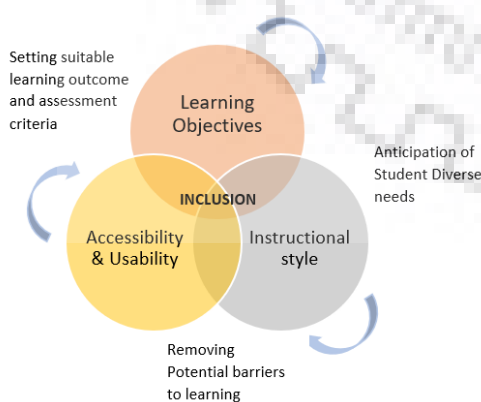 Setting suitable
learning outcome
and assessment
criteria
Learning
Objectives
Anticipation of
Student Diverse
needs
INCLUSION
Accessibility
& Usability
Instructional
style
Removing
Potential barriers
to learning